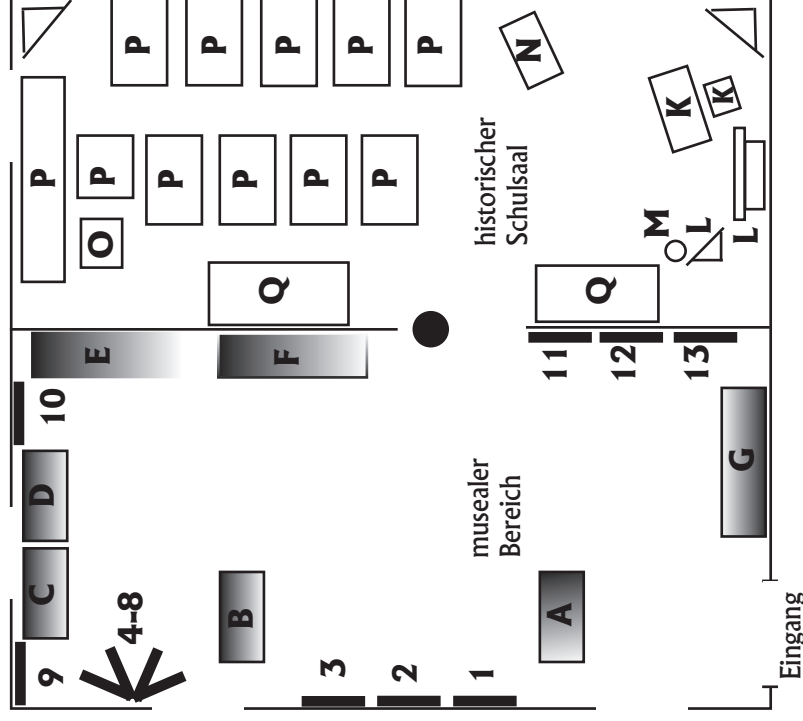 9
C
D
10
P
E
O
P
4-8
P
P
P
B
P
Q
F
P
P
3
P
P
2
P
1
musealer
Bereich
historischer
Schulsaal
N
A
11
Q
12
M
K
13
L
K
G
L
Eingang